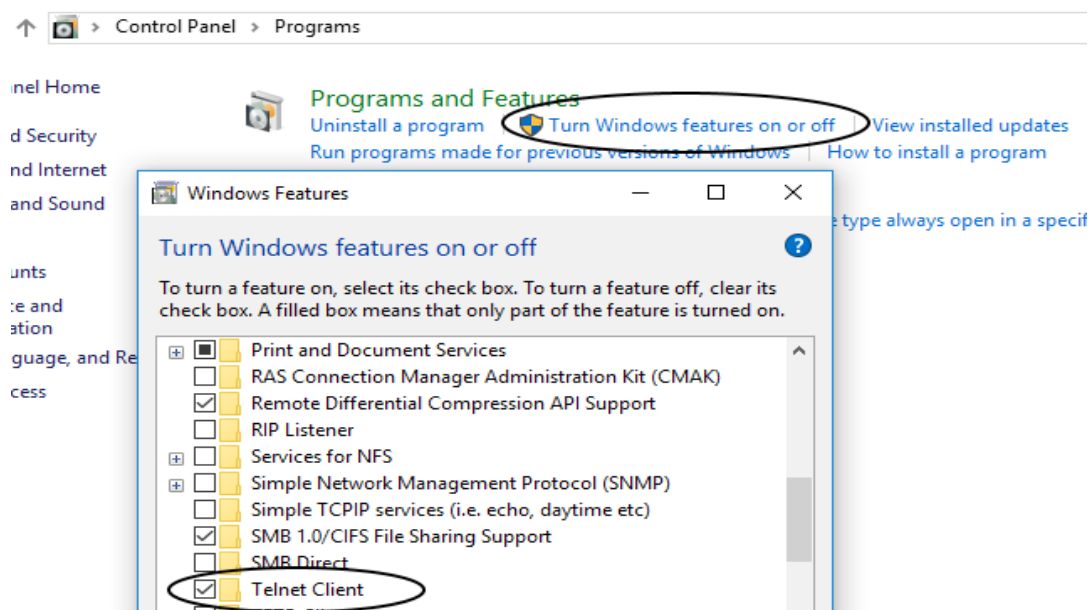 Control Panel > Programs
nel Home
d Security
nd Internet
and Sound
unts
e and
ation
guage, and Re
cess
Programs and Features
Uninstall a program
Turn Windows features on or off
View installed updates
Run programs made for previous versions of Windows
How to install a program
type always open in a specif
Windows Features
Turn Windows features on or off
To turn a feature on, select its check box. To turn a feature off, clear its
check box. A filled box means that only part of the feature is turned on.
Print and Document Services
RAS Connection Manager Administration Kit (CMAK)
Remote Differential Compression API Support
RIP Listener
Services for NFS
Simple Network Management Protocol (SNMP)
Simple TCPIP services (i.e. echo, daytime etc)
SMB 1.0/CIFS File Sharing Support
SMB Direct
Telnet Client